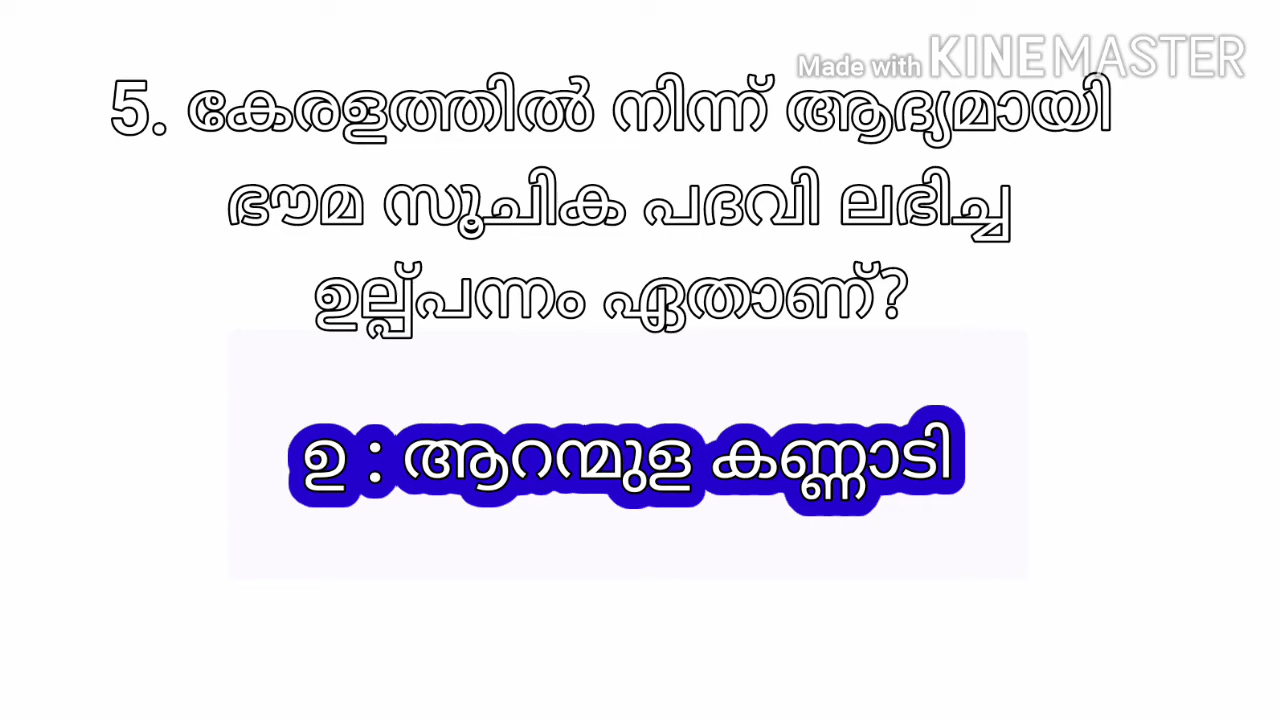 Made with KINEMASTER
5. കേരളത്തിൽ നിന്ന് ആദ്യമായി
ഭൗമ സൂചിക പദവി ലഭിച്ച
ഉല്പ്പന്നം ഏതാണ്?
ഉ : ആറന്മുള കണ്ണാടി